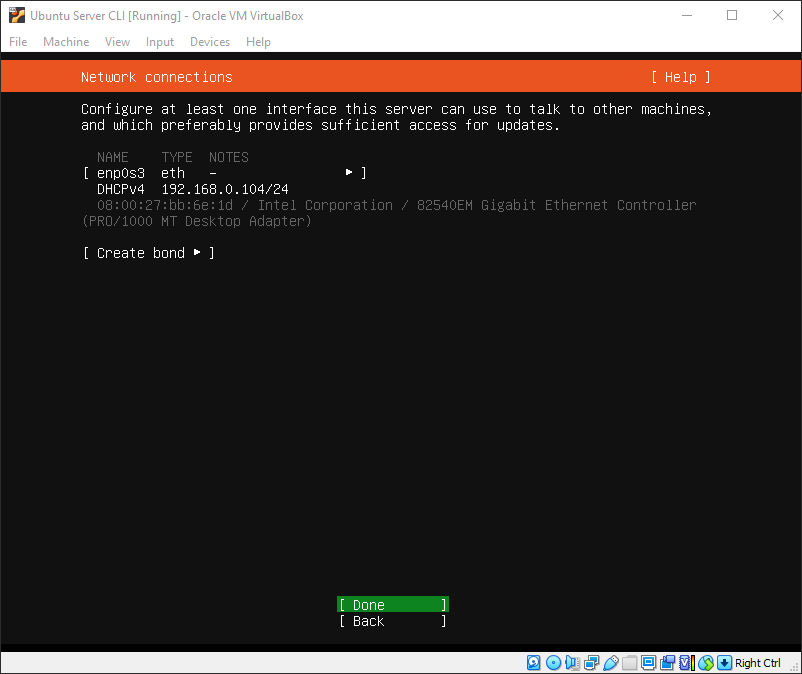 Ubuntu Server CLI [Running] - Oracle VM VirtualBox
File Machine View Input Devices Help
Network connections [ Help ]
Configure at least one interface this server can use to talk to other machines,
and which preferably provides sufficient access for updates.
NAME TYPE NOTES
[ enp0s3 eth - ▸ ]
DHCPv4 192.168.0.104/24
08:00:27:bb:6e:1d / Intel Corporation / 82540EM Gigabit Ethernet Controller
(PRO/1000 MT Desktop Adapter)
[ Create bond ▸ ]
[ Done ]
[ Back ]
Right Ctrl